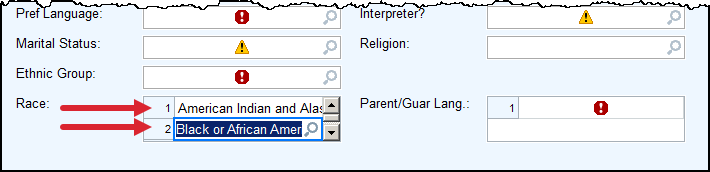 Pref Language: Interpreter?
Marital Status: Religion:
Ethnic Group:
Race: 1 American Indian and Alas Parent/Guar Lang.: 1
2 Black or African Amer